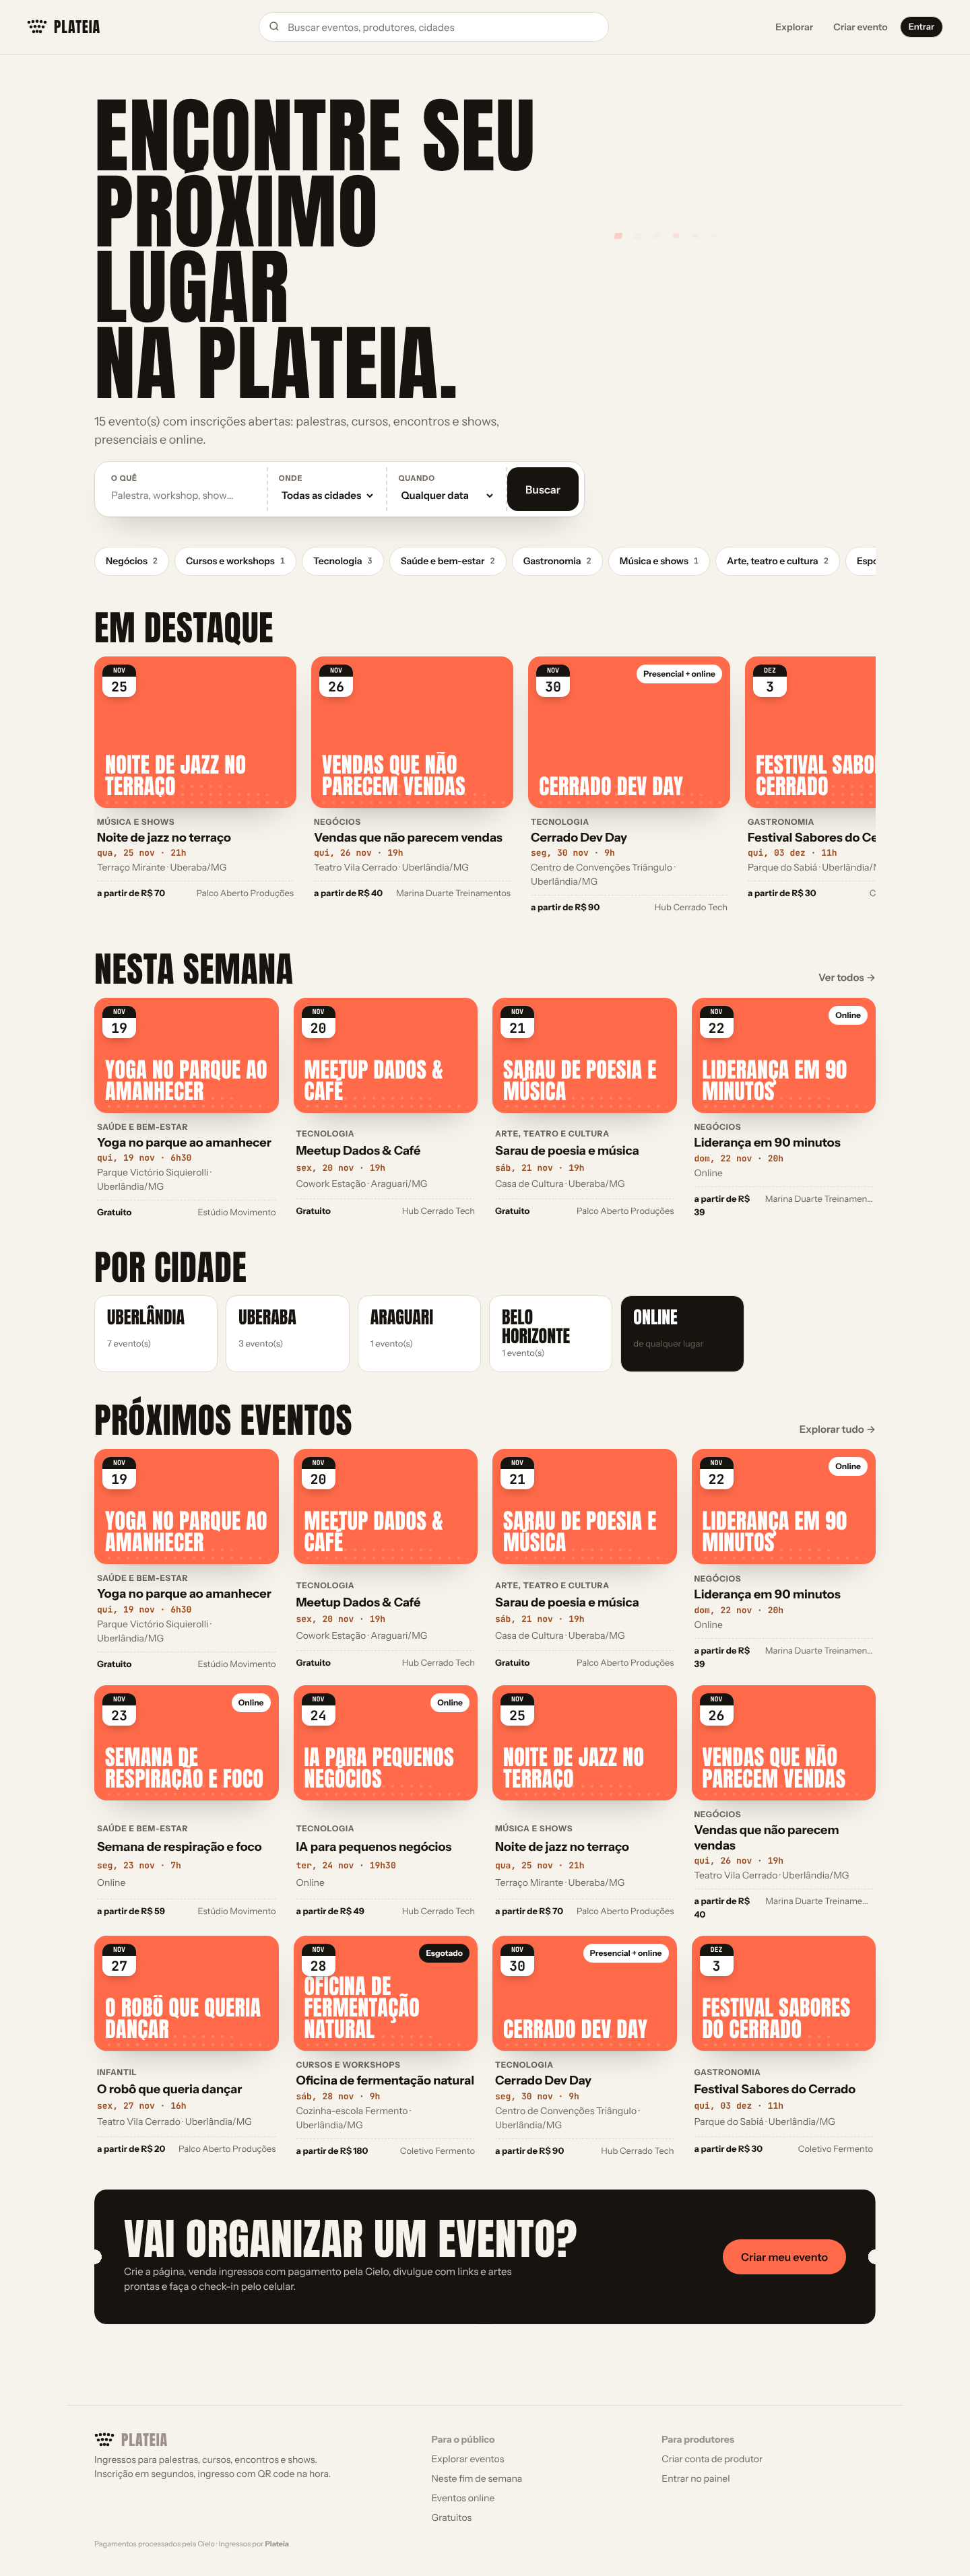 PLATEIA
Buscar eventos, produtores, cidades
Explorar
Criar evento
Entrar
ENCONTRE SEU
PRÓXIMO
LUGAR
NA PLATEIA.
15 evento(s) com inscrições abertas: palestras, cursos, encontros e shows,
presenciais e online.
O QUÊ
Palestra, workshop, show...
ONDE
Todas as cidades
QUANDO
Qualquer data
Buscar
Negócios 2
Cursos e workshops 1
Tecnologia 3
Saúde e bem-estar 2
Gastronomia 2
Música e shows 1
Arte, teatro e cultura 2
Espo
EM DESTAQUE
NOV
25
NOITE DE JAZZ NO
TERRAÇO
MÚSICA E SHOWS
Noite de jazz no terraço
qua, 25 nov · 21h
Terraço Mirante · Uberaba/MG
a partir de R$ 70
Palco Aberto Produções
NOV
26
VENDAS QUE NÃO
PARECEM VENDAS
NEGÓCIOS
Vendas que não parecem vendas
qui, 26 nov · 19h
Teatro Vila Cerrado · Uberlândia/MG
a partir de R$ 40
Marina Duarte Treinamentos
NOV
30
Presencial + online
CERRADO DEV DAY
TECNOLOGIA
Cerrado Dev Day
seg, 30 nov · 9h
Centro de Convenções Triângulo ·
Uberlândia/MG
a partir de R$ 90
Hub Cerrado Tech
DEZ
3
FESTIVAL SABO
CERRADO
GASTRONOMIA
Festival Sabores do Ce
qui, 03 dez · 11h
Parque do Sabiá · Uberlândia/M
a partir de R$ 30
C
NESTA SEMANA
Ver todos →
NOV
19
YOGA NO PARQUE AO
AMANHECER
SAÚDE E BEM-ESTAR
Yoga no parque ao amanhecer
qui, 19 nov · 6h30
Parque Victório Siquierolli ·
Uberlândia/MG
Gratuito
Estúdio Movimento
NOV
20
MEETUP DADOS &
CAFÉ
TECNOLOGIA
Meetup Dados & Café
sex, 20 nov · 19h
Cowork Estação · Araguari/MG
Gratuito
Hub Cerrado Tech
NOV
21
SARAU DE POESIA E
MÚSICA
ARTE, TEATRO E CULTURA
Sarau de poesia e música
sáb, 21 nov · 19h
Casa de Cultura · Uberaba/MG
Gratuito
Palco Aberto Produções
NOV
22
Online
LIDERANÇA EM 90
MINUTOS
NEGÓCIOS
Liderança em 90 minutos
dom, 22 nov · 20h
Online
a partir de R$
39
Marina Duarte Treinamen...
POR CIDADE
UBERLÂNDIA
7 evento(s)
UBERABA
3 evento(s)
ARAGUARI
1 evento(s)
BELO
HORIZONTE
1 evento(s)
ONLINE
de qualquer lugar
PRÓXIMOS EVENTOS
Explorar tudo →
NOV
19
YOGA NO PARQUE AO
AMANHECER
SAÚDE E BEM-ESTAR
Yoga no parque ao amanhecer
qui, 19 nov · 6h30
Parque Victório Siquierolli ·
Uberlândia/MG
Gratuito
Estúdio Movimento
NOV
20
MEETUP DADOS &
CAFÉ
TECNOLOGIA
Meetup Dados & Café
sex, 20 nov · 19h
Cowork Estação · Araguari/MG
Gratuito
Hub Cerrado Tech
NOV
21
SARAU DE POESIA E
MÚSICA
ARTE, TEATRO E CULTURA
Sarau de poesia e música
sáb, 21 nov · 19h
Casa de Cultura · Uberaba/MG
Gratuito
Palco Aberto Produções
NOV
22
Online
LIDERANÇA EM 90
MINUTOS
NEGÓCIOS
Liderança em 90 minutos
dom, 22 nov · 20h
Online
a partir de R$
39
Marina Duarte Treinamen...
NOV
23
Online
SEMANA DE
RESPIRAÇÃO E FOCO
SAÚDE E BEM-ESTAR
Semana de respiração e foco
seg, 23 nov · 7h
Online
a partir de R$ 59
Estúdio Movimento
NOV
24
Online
IA PARA PEQUENOS
NEGÓCIOS
TECNOLOGIA
IA para pequenos negócios
ter, 24 nov · 19h30
Online
a partir de R$ 49
Hub Cerrado Tech
NOV
25
NOITE DE JAZZ NO
TERRAÇO
MÚSICA E SHOWS
Noite de jazz no terraço
qua, 25 nov · 21h
Terraço Mirante · Uberaba/MG
a partir de R$ 70
Palco Aberto Produções
NOV
26
VENDAS QUE NÃO
PARECEM VENDAS
NEGÓCIOS
Vendas que não parecem
vendas
qui, 26 nov · 19h
Teatro Vila Cerrado · Uberlândia/MG
a partir de R$
40
Marina Duarte Treiname...
NOV
27
O ROBÔ QUE QUERIA
DANÇAR
INFANTIL
O robô que queria dançar
sex, 27 nov · 16h
Teatro Vila Cerrado · Uberlândia/MG
a partir de R$ 20
Palco Aberto Produções
NOV
28
Esgotado
OFICINA DE
FERMENTAÇÃO
NATURAL
CURSOS E WORKSHOPS
Oficina de fermentação natural
sáb, 28 nov · 9h
Cozinha-escola Fermento ·
Uberlândia/MG
a partir de R$ 180
Coletivo Fermento
NOV
30
Presencial + online
CERRADO DEV DAY
TECNOLOGIA
Cerrado Dev Day
seg, 30 nov · 9h
Centro de Convenções Triângulo ·
Uberlândia/MG
a partir de R$ 90
Hub Cerrado Tech
DEZ
3
FESTIVAL SABORES
DO CERRADO
GASTRONOMIA
Festival Sabores do Cerrado
qui, 03 dez · 11h
Parque do Sabiá · Uberlândia/MG
a partir de R$ 30
Coletivo Fermento
VAI ORGANIZAR UM EVENTO?
Crie a página, venda ingressos com pagamento pela Cielo, divulgue com links e artes
prontas e faça o check-in pelo celular.
Criar meu evento
PLATEIA
Ingressos para palestras, cursos, encontros e shows.
Inscrição em segundos, ingresso com QR code na hora.
Para o público
Explorar eventos
Neste fim de semana
Eventos online
Gratuitos
Para produtores
Criar conta de produtor
Entrar no painel
Pagamentos processados pela Cielo · Ingressos por Plateia